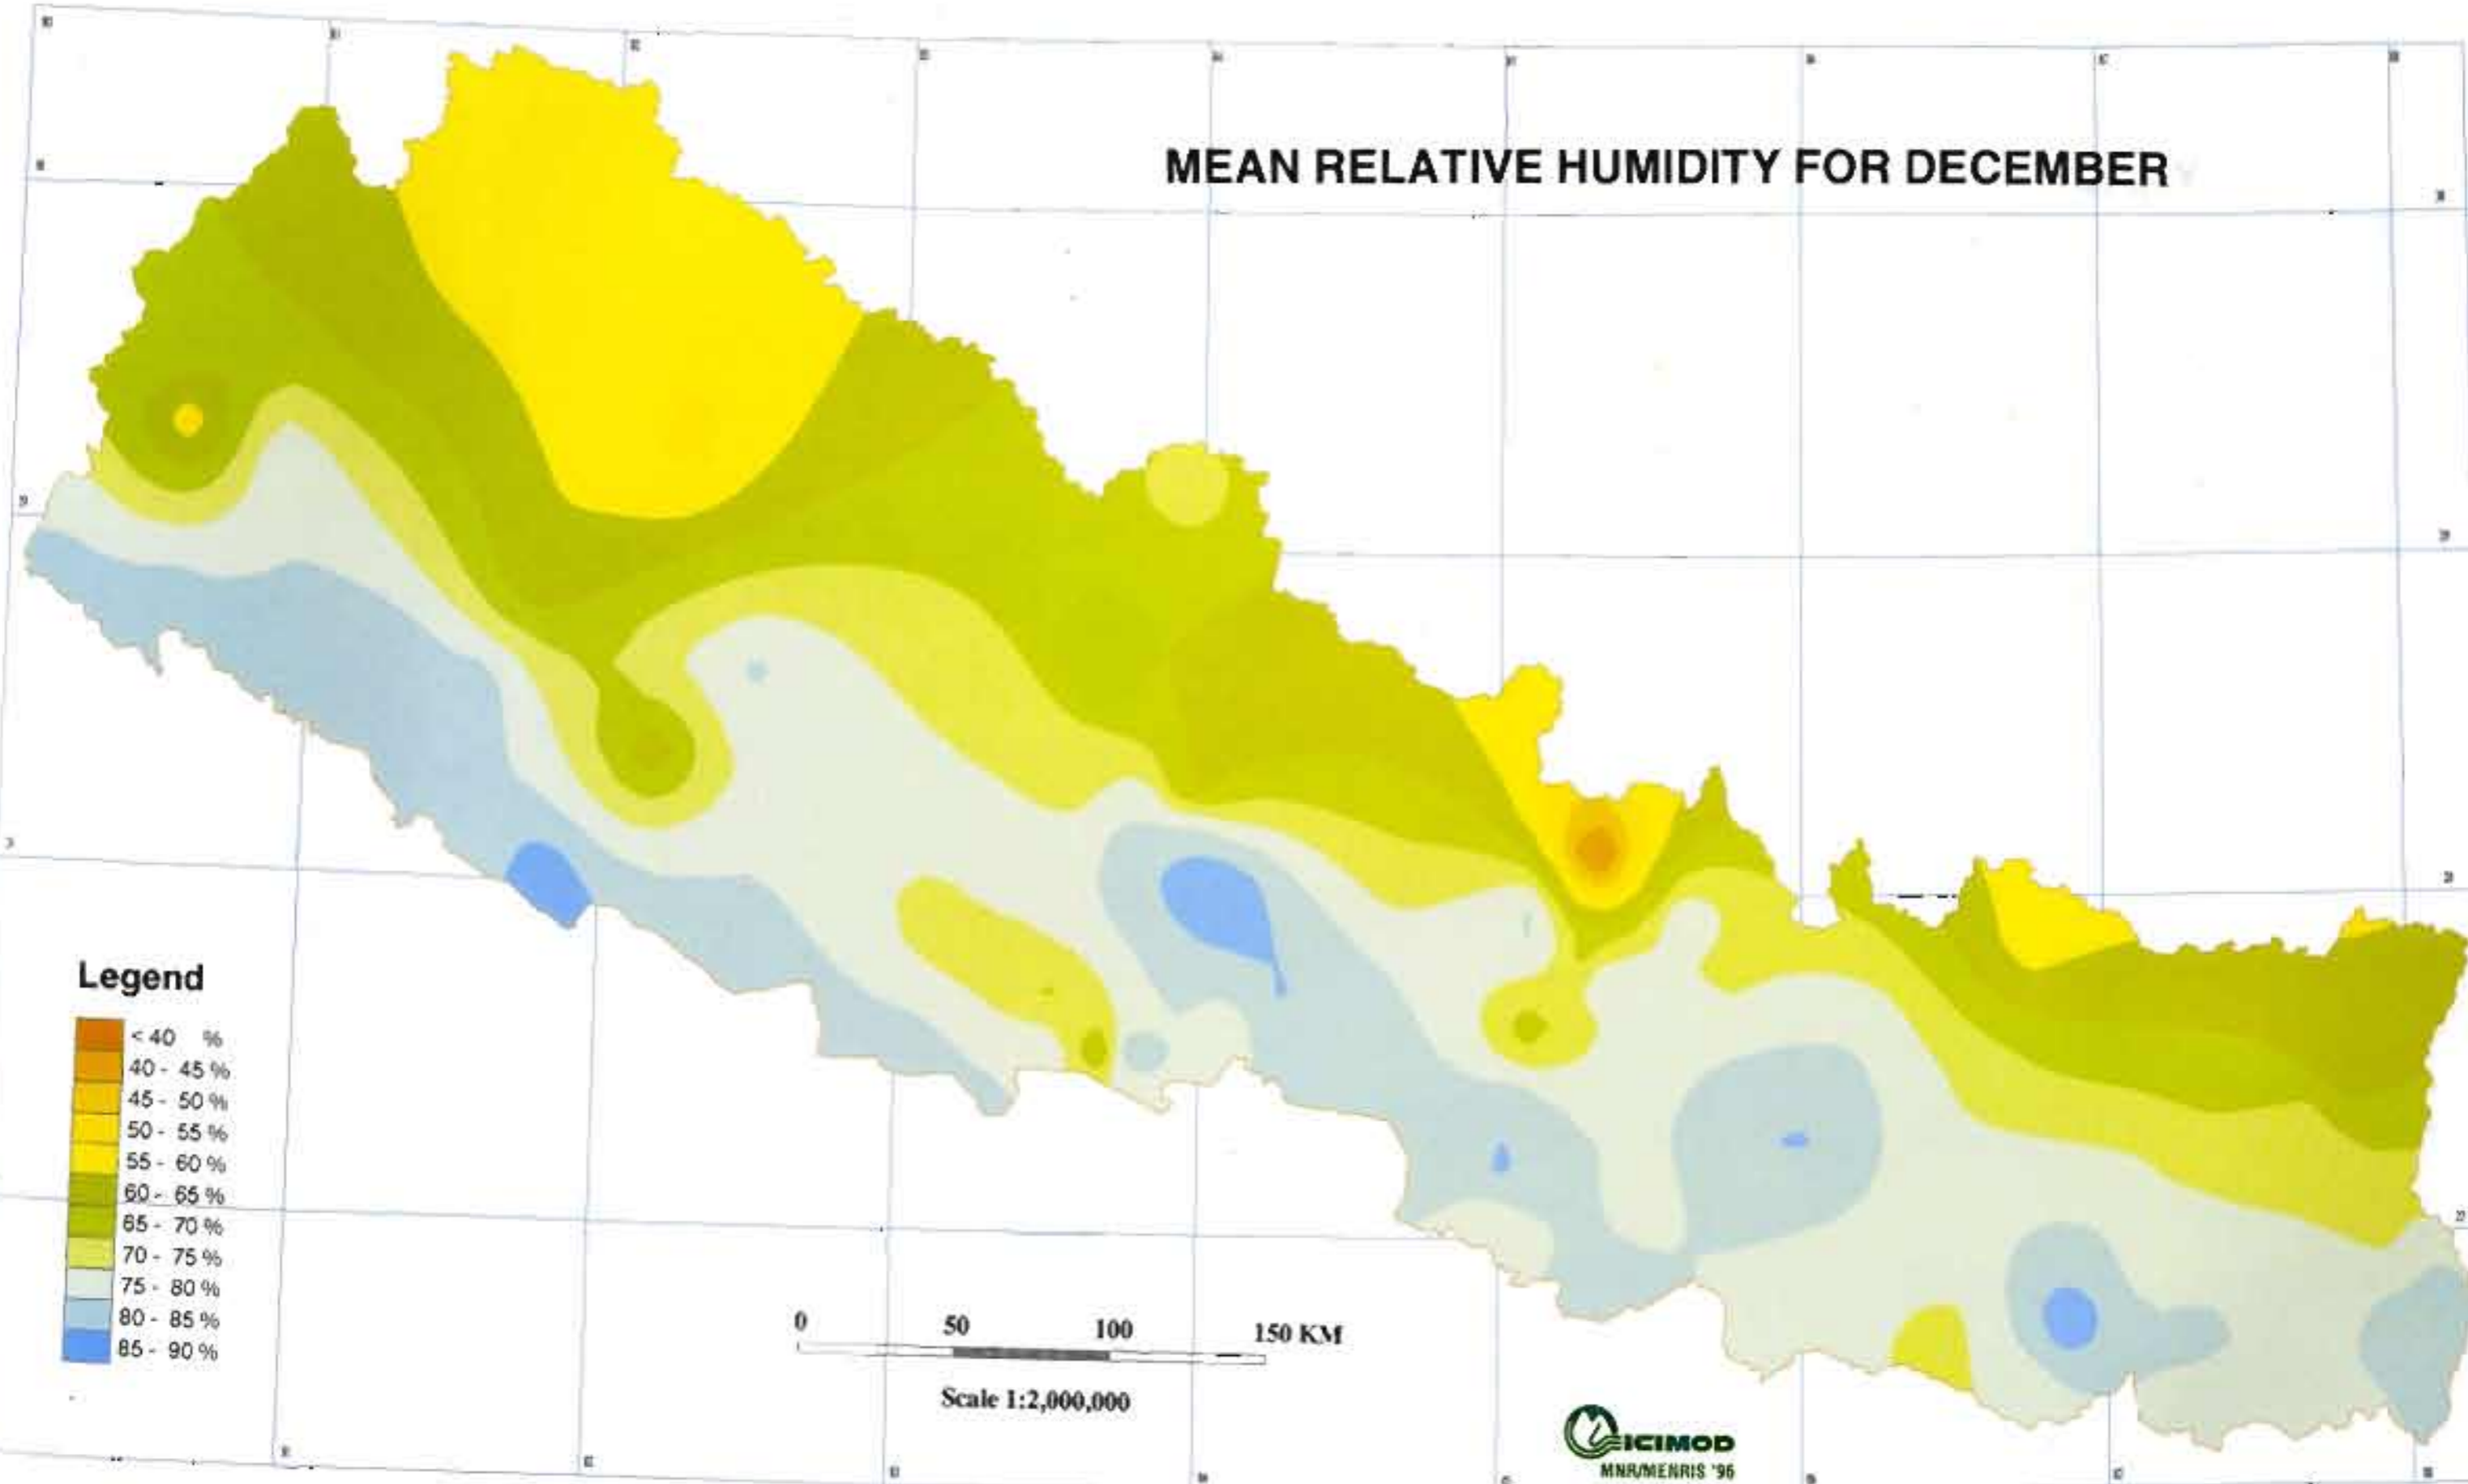 MEAN RELATIVE HUMIDITY FOR DECEMBER
Legend
< 40 %
40 - 45 %
45 - 50 %
50 - 55 %
55 - 60 %
60 - 65 %
65 - 70 %
70 - 75 %
75 - 80 %
80 - 85 %
85 - 90 %
0 50 100 150 KM
Scale 1:2,000,000
ICIMOD
MNR/MENRIS '96